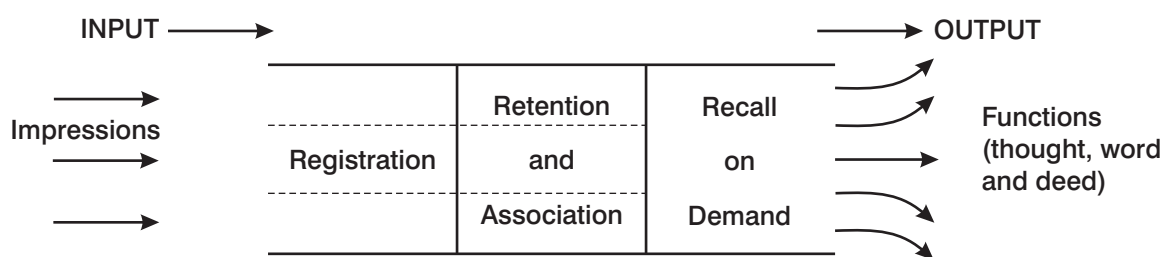 INPUT
OUTPUT
Impressions
Registration
Retention
and
Association
Recall
on
Demand
Functions
(thought, word
and deed)